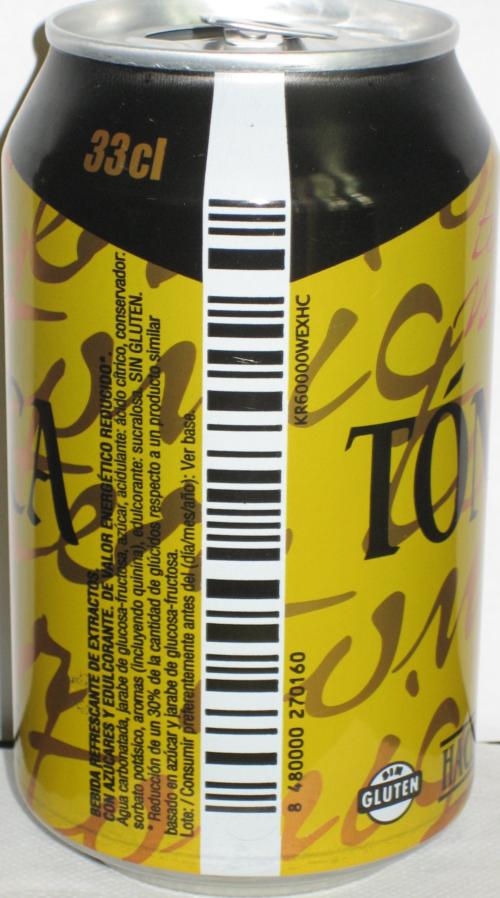 33cl
BEBIDA REFRESCANTE DE EXTRACTOS,
CON AZÚCARES Y EDULCORANTE. DE VALOR ENERGÉTICO REDUCIDO*.
Agua carbonatada, jarabe de glucosa-fructosa, azúcar, acidulante: ácido cítrico, conservador:
sorbato potásico, aromas (incluyendo quinina), edulcorante: sucralosa. SIN GLUTEN.
* Reducción de un 30% de la cantidad de glúcidos respecto a un producto similar
basado en azúcar y jarabe de glucosa-fructosa.
Lote: / Consumir preferentemente antes del (día/mes/año): Ver base.
8 480000 270160
KR60000WEXHC
CA
TÓN
SIN
GLUTEN
HAC